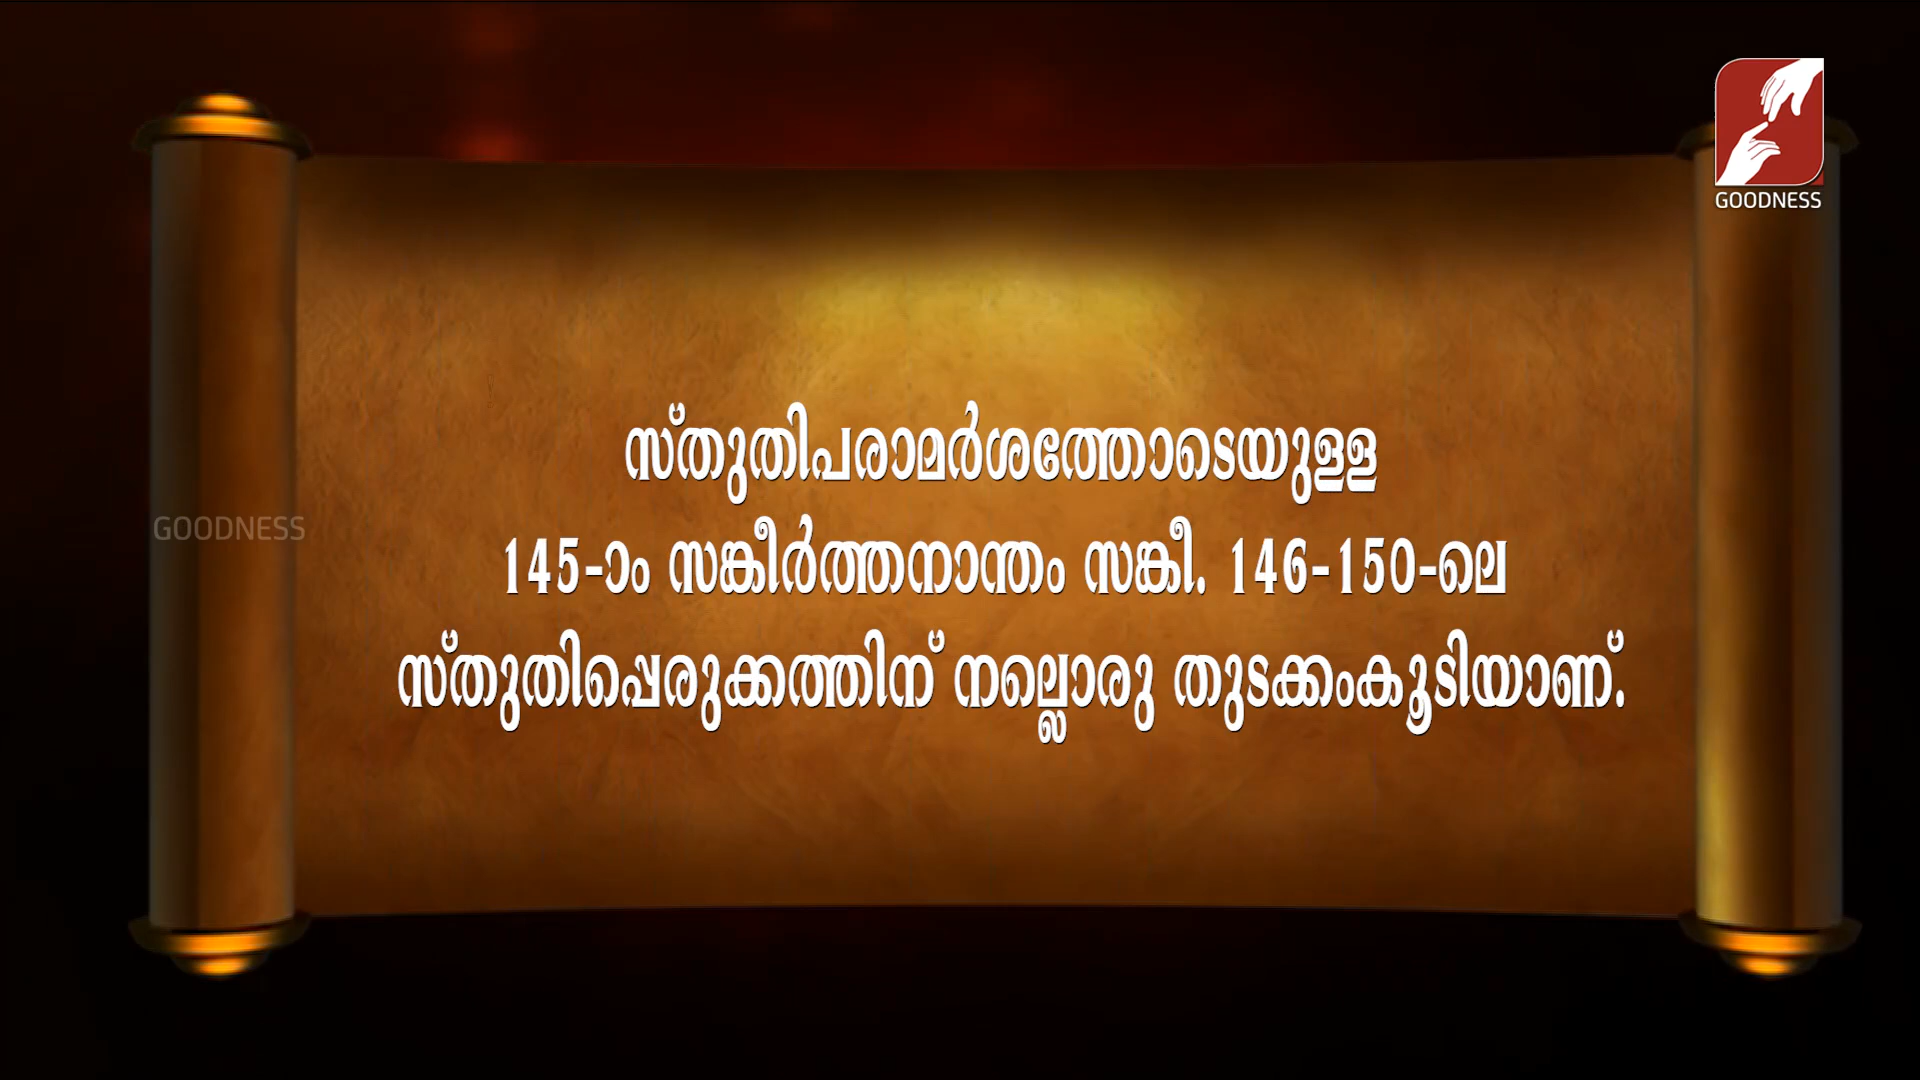 GOODNESS
സ്തുതിപരാമർശത്തോടെയുള്ള
GOODNESS
145-ാം സങ്കീർത്തനാന്തം സങ്കീ. 146-150-ലെ
സ്തുതിപ്പെരുക്കത്തിന് നല്ലൊരു തുടക്കംകൂടിയാണ്.